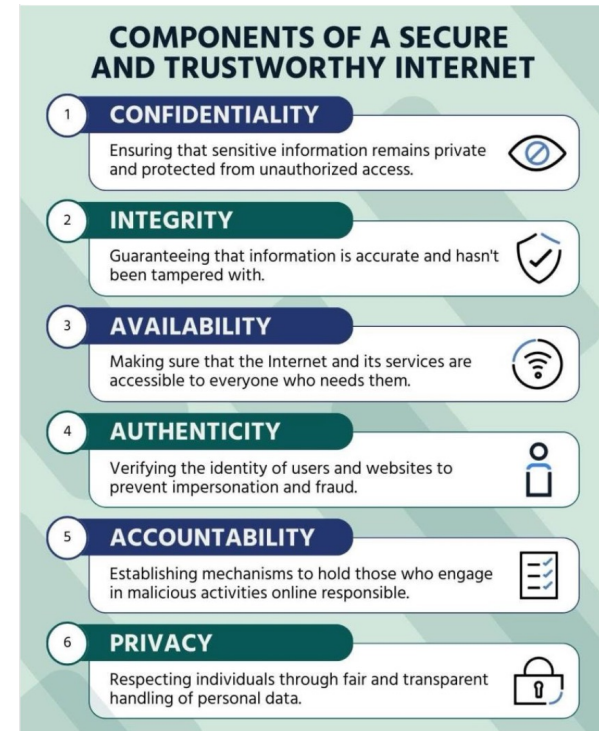 COMPONENTS OF A SECURE
AND TRUSTWORTHY INTERNET
1 CONFIDENTIALITY
Ensuring that sensitive information remains private
and protected from unauthorized access.
2 INTEGRITY
Guaranteeing that information is accurate and hasn't
been tampered with.
3 AVAILABILITY
Making sure that the Internet and its services are
accessible to everyone who needs them.
4 AUTHENTICITY
Verifying the identity of users and websites to
prevent impersonation and fraud.
5 ACCOUNTABILITY
Establishing mechanisms to hold those who engage
in malicious activities online responsible.
6 PRIVACY
Respecting individuals through fair and transparent
handling of personal data.